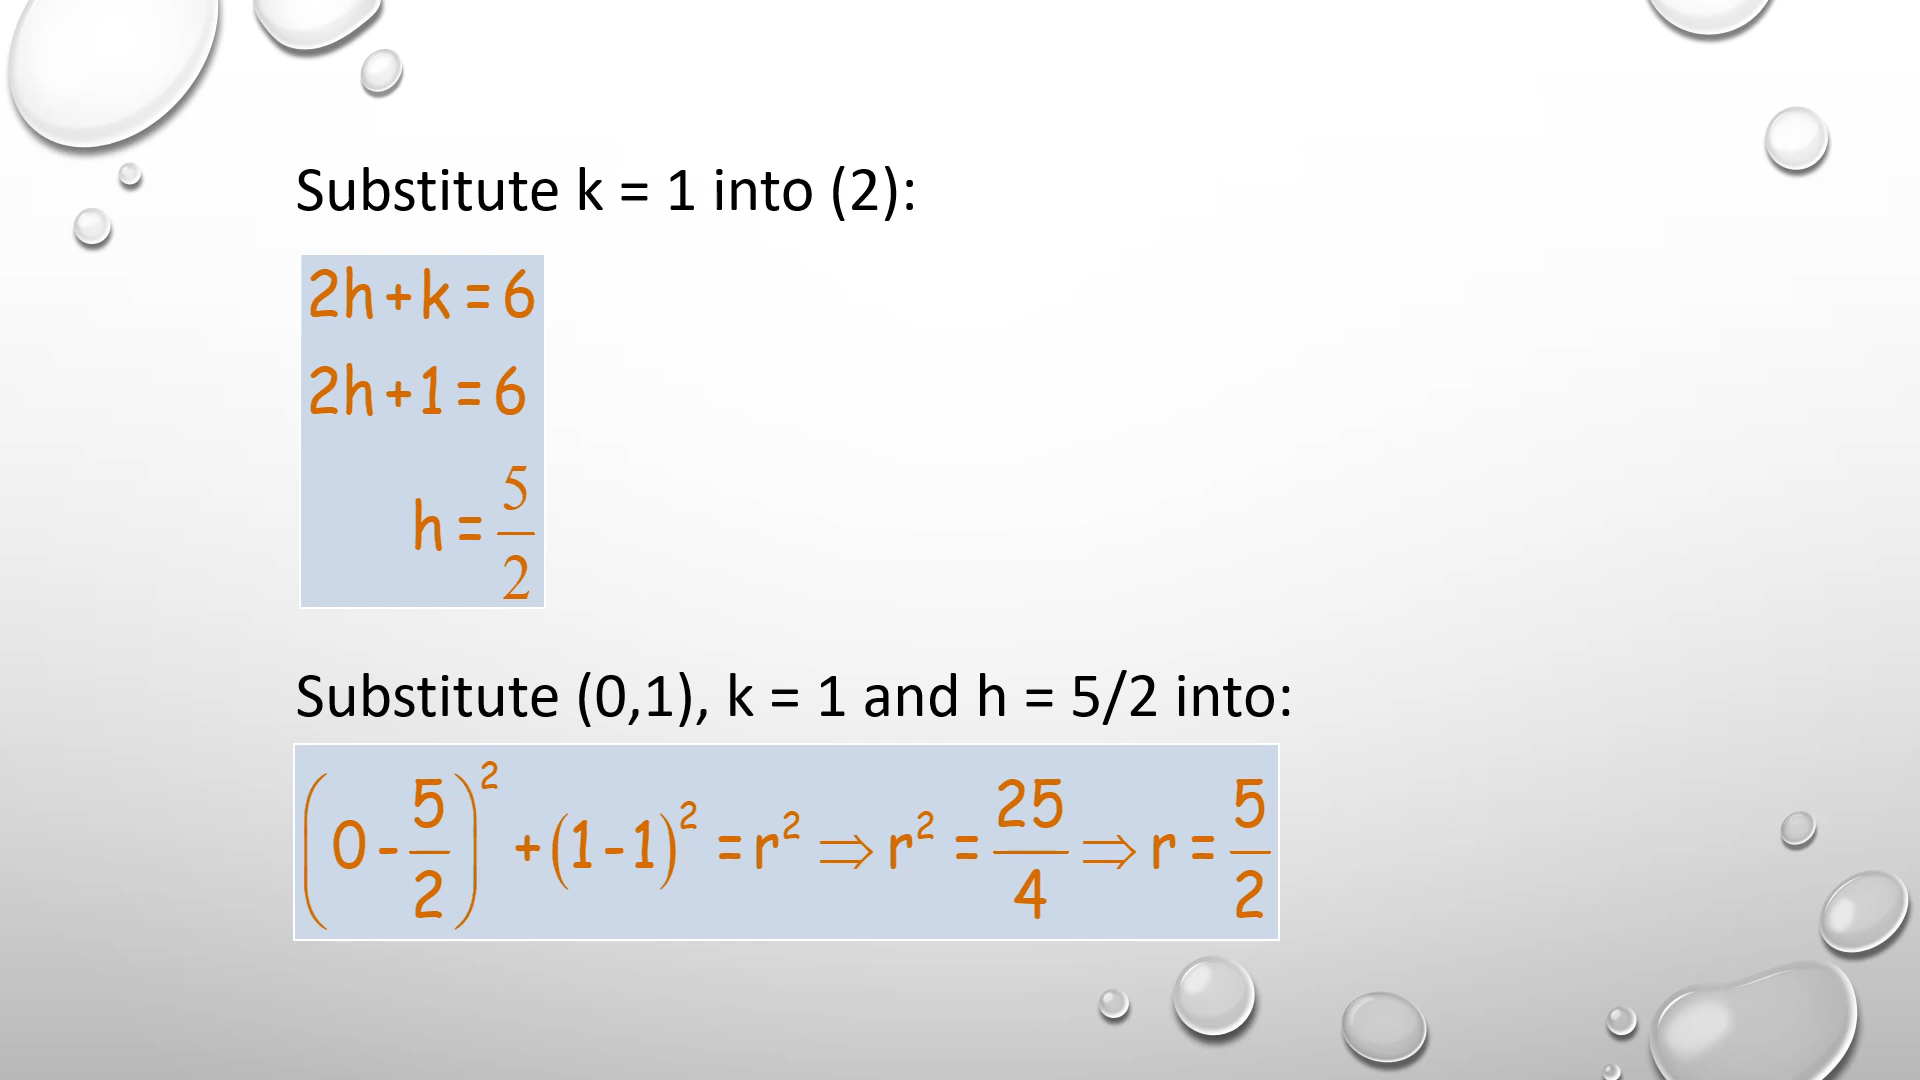 Substitute k = 1 into (2):
2h + k = 6
2h + 1 = 6
h = 5/2
Substitute (0,1), k = 1 and h = 5/2 into:
(0 - 5/2)² + (1 - 1)² = r² ⇒ r² = 25/4 ⇒ r = 5/2